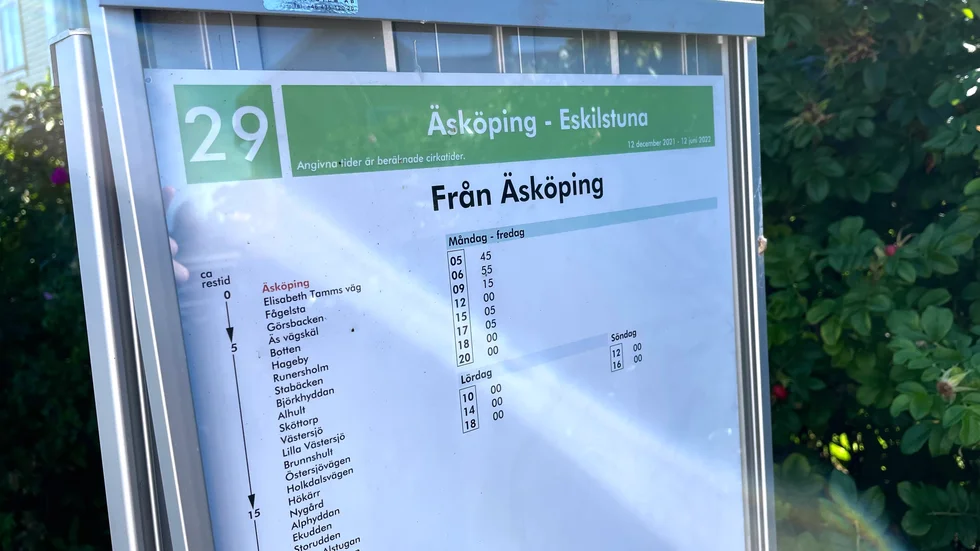 29
Äsköping - Eskilstuna
Angivna tider är beräknade cirkatider.
12 december 2021 - 12 juni 2022
Från Äsköping
Måndag - fredag
05 45
06 55
09 15
12 00
15 05
17 05
18 00
20 00
Lördag
10 00
14 00
18 00
Söndag
12 00
16 00
ca
restid
0
5
15
Äsköping
Elisabeth Tamms väg
Fågelsta
Görsbacken
Äs vägskäl
Botten
Hageby
Runersholm
Stabäcken
Björkhyddan
Alhult
Sköttorp
Västersjö
Lilla Västersjö
Brunnshult
Östersjövägen
Holkdalsvägen
Hökärr
Nygård
Alphyddan
Ekudden
Storudden